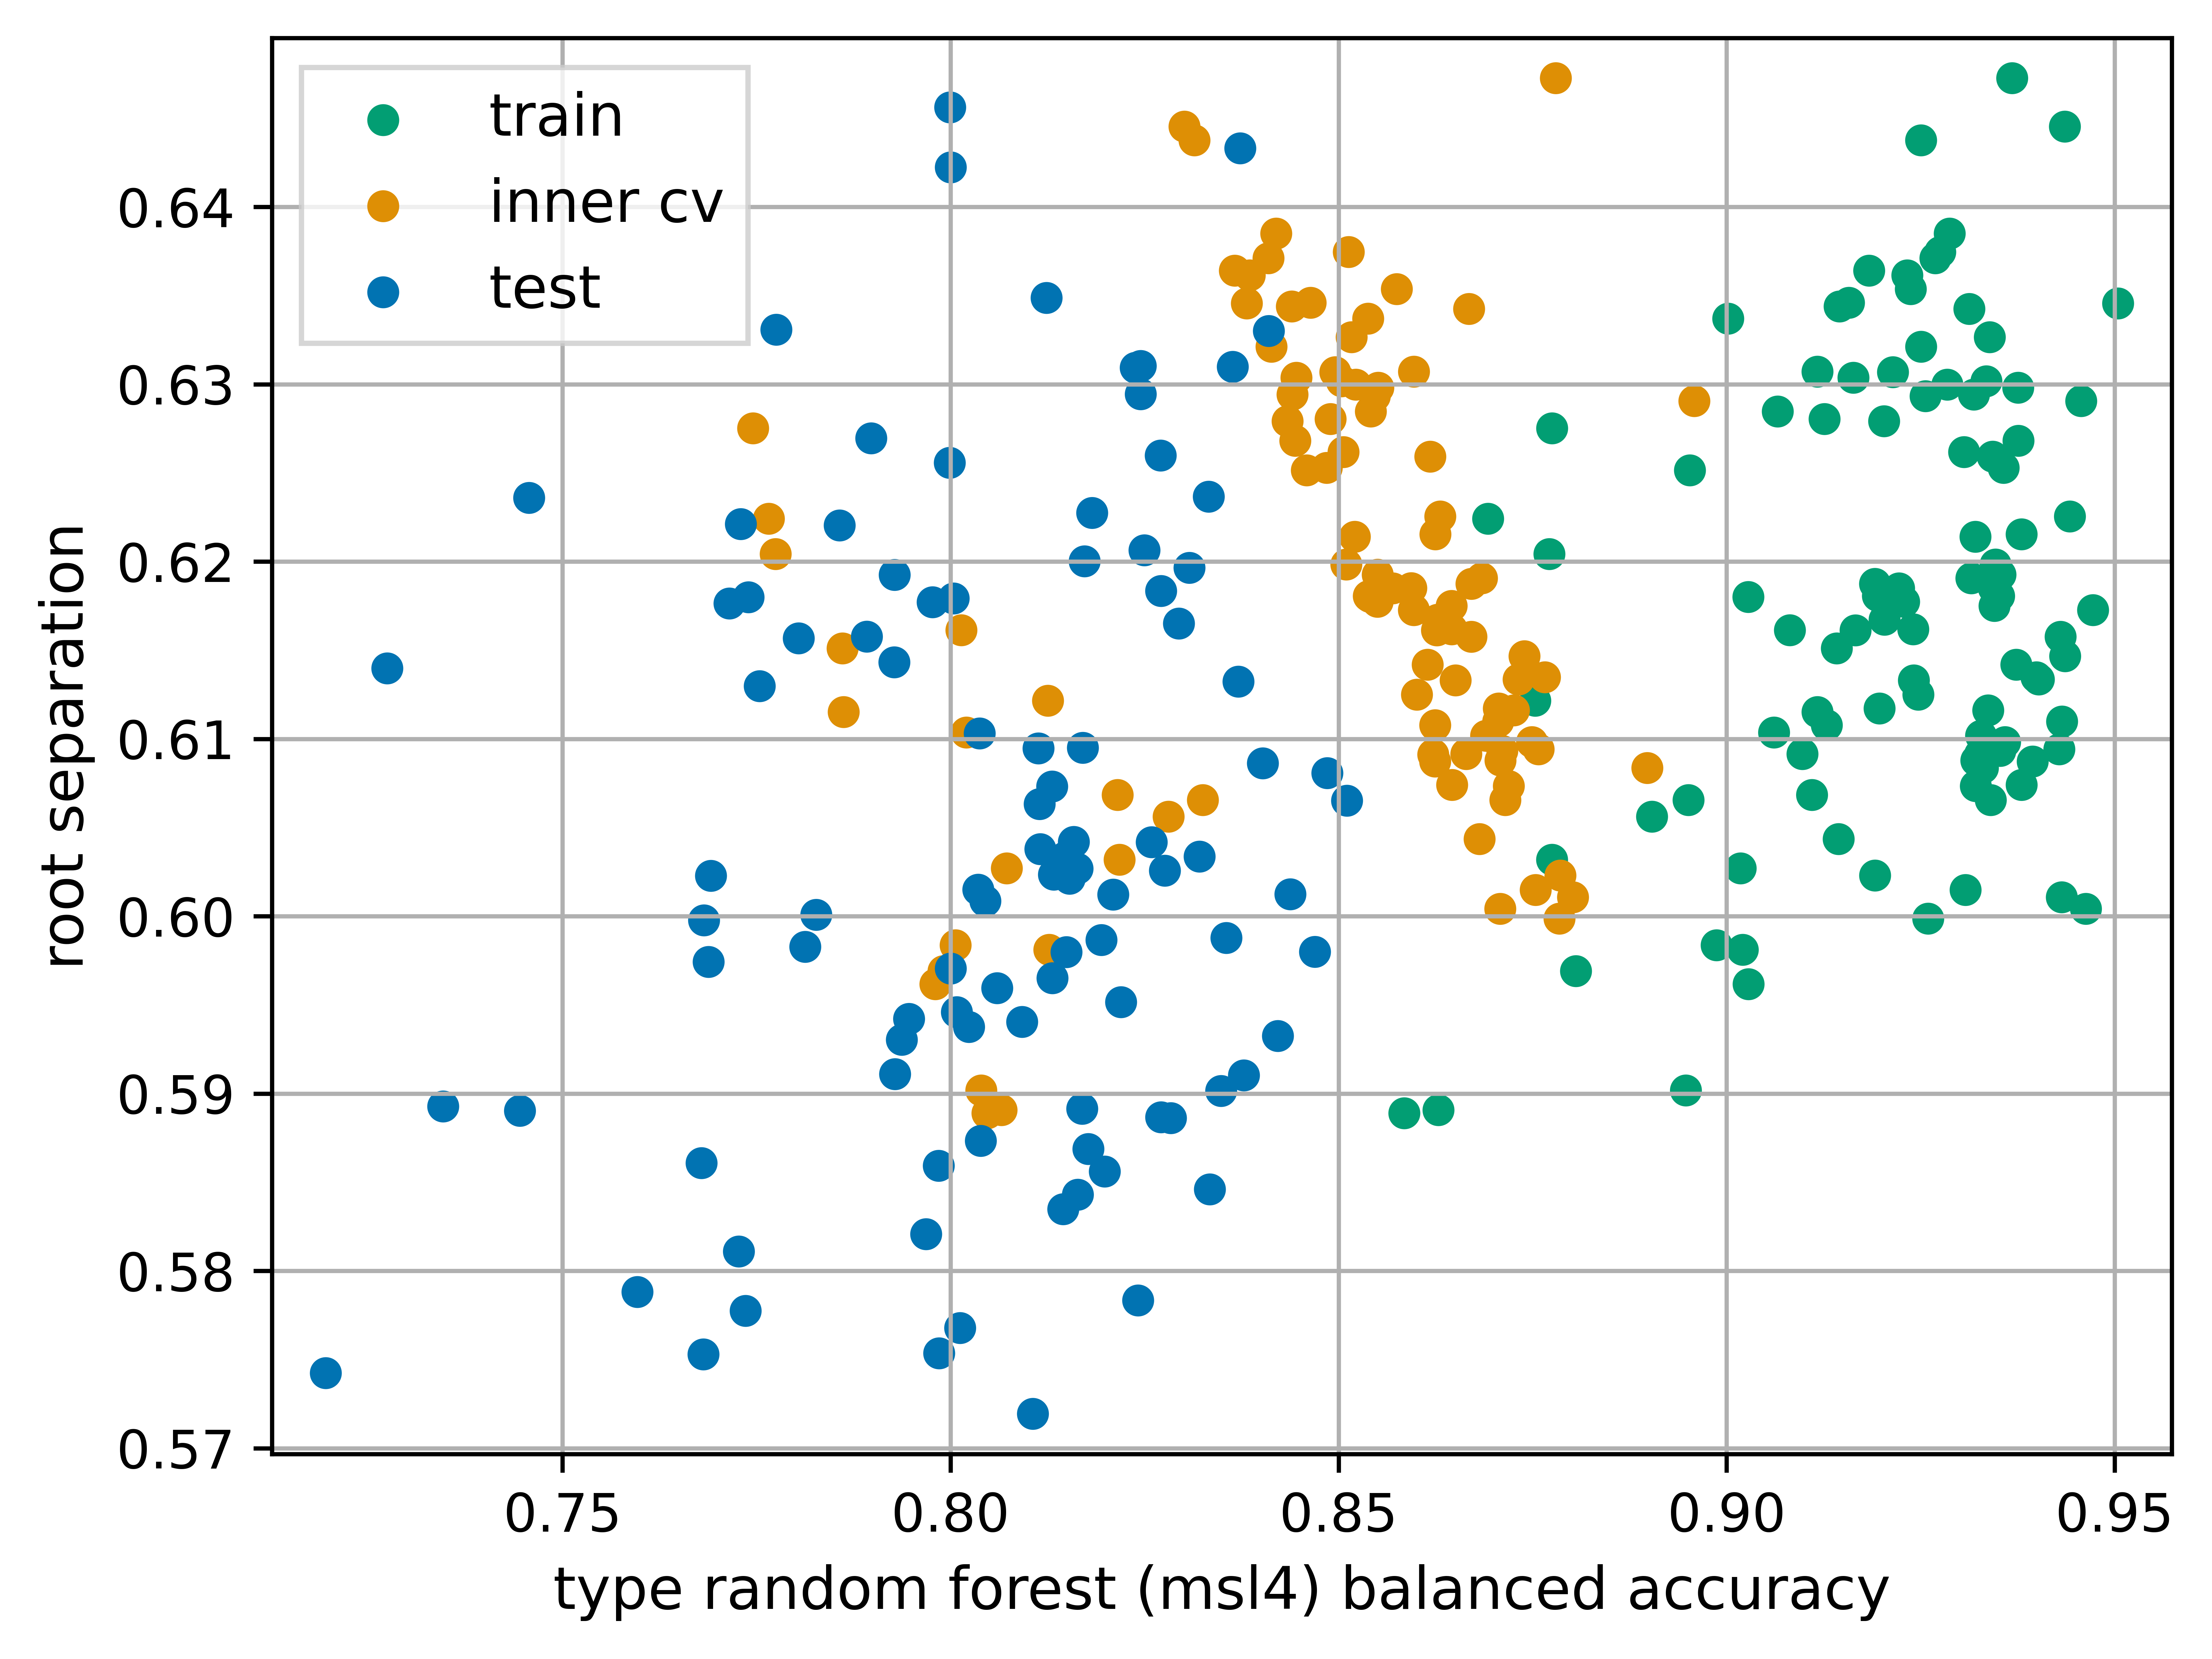 train
inner cv
test
0.64
0.63
0.62
0.61
0.60
0.59
0.58
0.57
root separation
0.75
0.80
0.85
0.90
0.95
type random forest (msl4) balanced accuracy